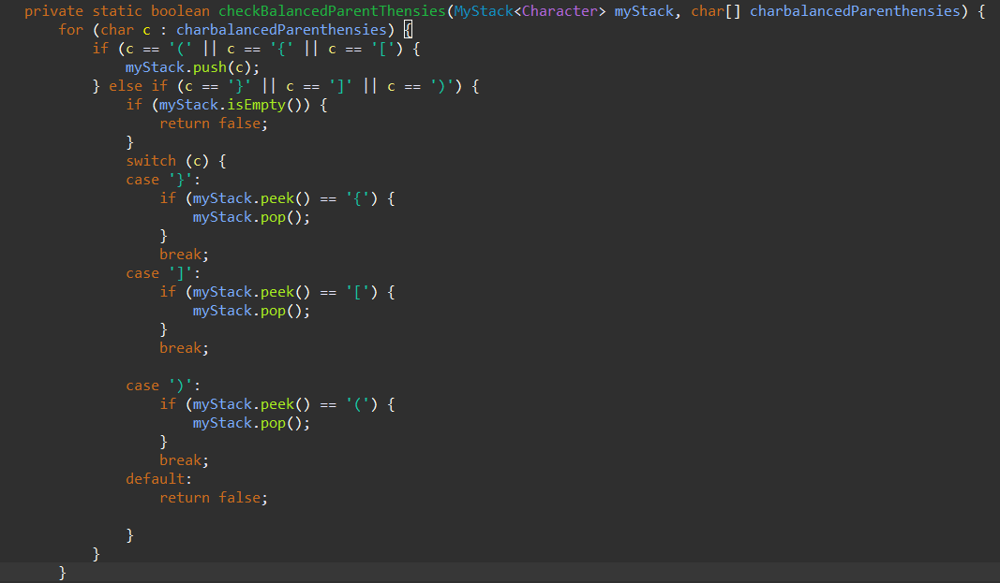 private static boolean checkBalancedParentThensies(MyStack<Character> myStack, char[] charbalancedParenthensies) {
    for (char c : charbalancedParenthensies) {
        if (c == '(' || c == '{' || c == '[') {
            myStack.push(c);
        } else if (c == '}' || c == ']' || c == ')') {
            if (myStack.isEmpty()) {
                return false;
            }
            switch (c) {
            case '}':
                if (myStack.peek() == '{') {
                    myStack.pop();
                }
                break;
            case ']':
                if (myStack.peek() == '[') {
                    myStack.pop();
                }
                break;

            case ')':
                if (myStack.peek() == '(') {
                    myStack.pop();
                }
                break;
            default:
                return false;

            }
        }
    }